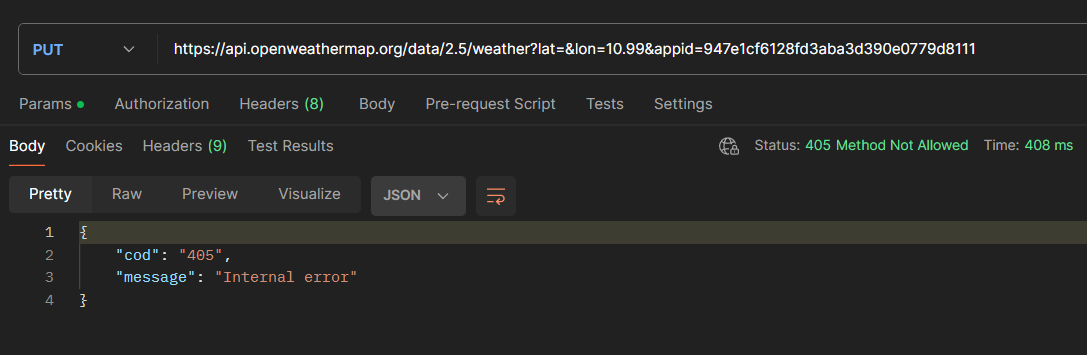 PUT https://api.openweathermap.org/data/2.5/weather?lat=&lon=10.99&appid=947e1cf6128fd3aba3d390e0779d8111
Params Authorization Headers (8) Body Pre-request Script Tests Settings
Body Cookies Headers (9) Test Results Status: 405 Method Not Allowed Time: 408 ms
Pretty Raw Preview Visualize JSON
1 {
2 "cod": "405",
3 "message": "Internal error"
4 }